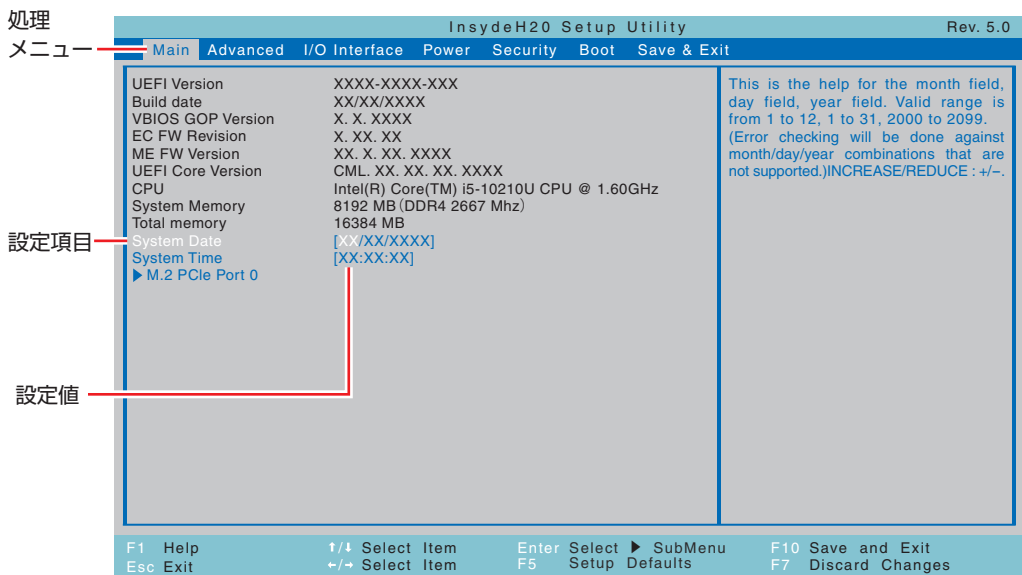 処理
メニュー
InsydeH20 Setup Utility Rev. 5.0
Main Advanced I/O Interface Power Security Boot Save & Exit
UEFI Version XXXX-XXXX-XXX
Build date XX/XX/XXXX
VBIOS GOP Version X. X. XXXX
EC FW Revision X. XX. XX
ME FW Version XX. X. XX. XXXX
UEFI Core Version CML. XX. XX. XX. XXXX
CPU Intel(R) Core(TM) i5-10210U CPU @ 1.60GHz
System Memory 8192 MB（DDR4 2667 Mhz）
Total memory 16384 MB
設定項目
System Date [XX/XX/XXXX]
System Time [XX:XX:XX]
▶M.2 PCIe Port 0
設定値
This is the help for the month field,
day field, year field. Valid range is
from 1 to 12, 1 to 31, 2000 to 2099.
(Error checking will be done against
month/day/year combinations that are
not supported.)INCREASE/REDUCE : +/−.
F1 Help ↑/↓ Select Item Enter Select ▶ SubMenu F10 Save and Exit
Esc Exit ←/→ Select Item F5 Setup Defaults F7 Discard Changes